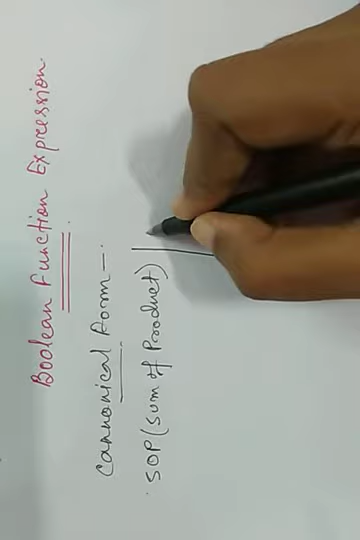 Boolean Function Expression.
Cannonical Form -.
SOP (Sum of Product)